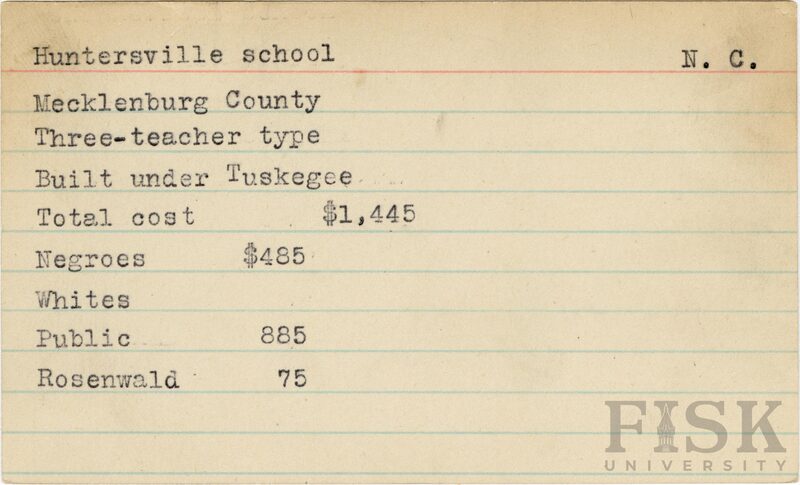 Huntersville school N. C.
Mecklenburg County
Three-teacher type
Built under Tuskegee
Total cost $1,445
Negroes $485
Whites
Public 885
Rosenwald 75
FISK
UNIVERSITY